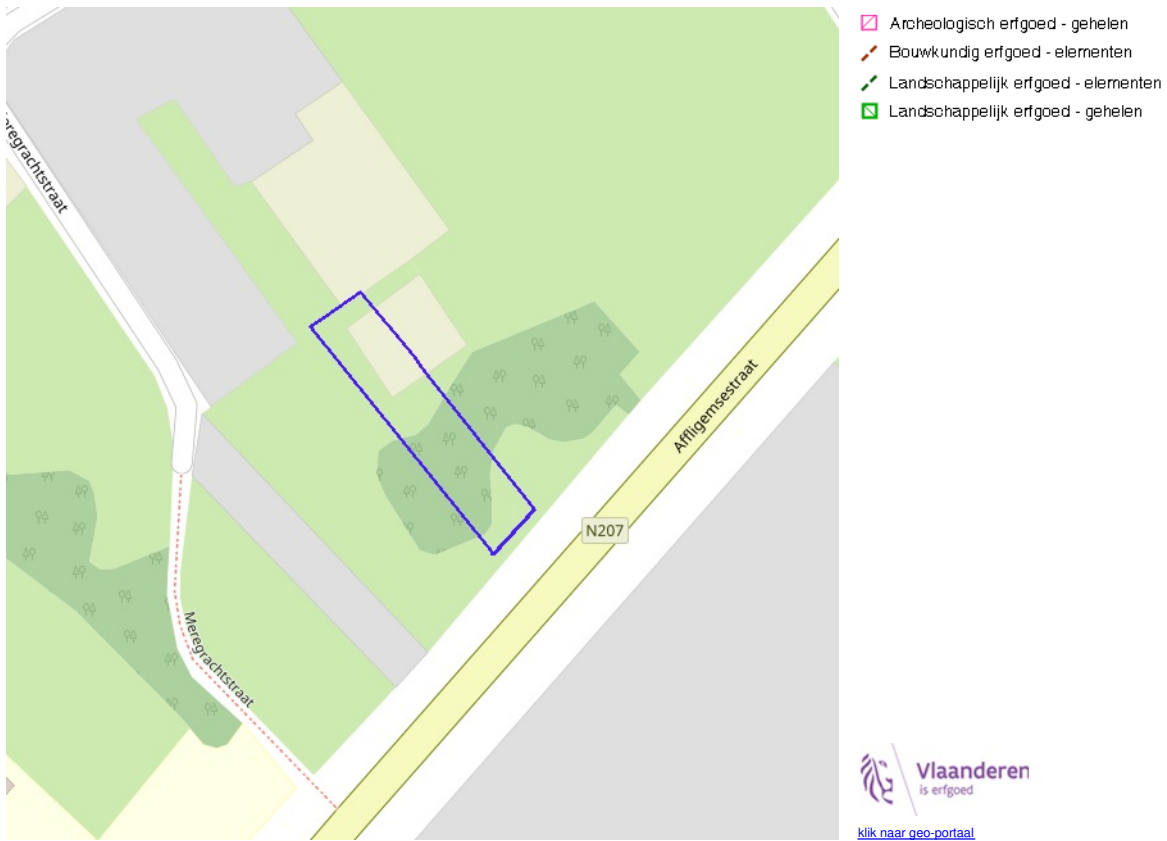 Archeologisch erfgoed - gehelen
Bouwkundig erfgoed - elementen
Landschappelijk erfgoed - elementen
Landschappelijk erfgoed - gehelen
Meregrachtstraat
Affligemsestraat
N207
Meregrachtstraat
Vlaanderen
is erfgoed
klik naar geo-portaal